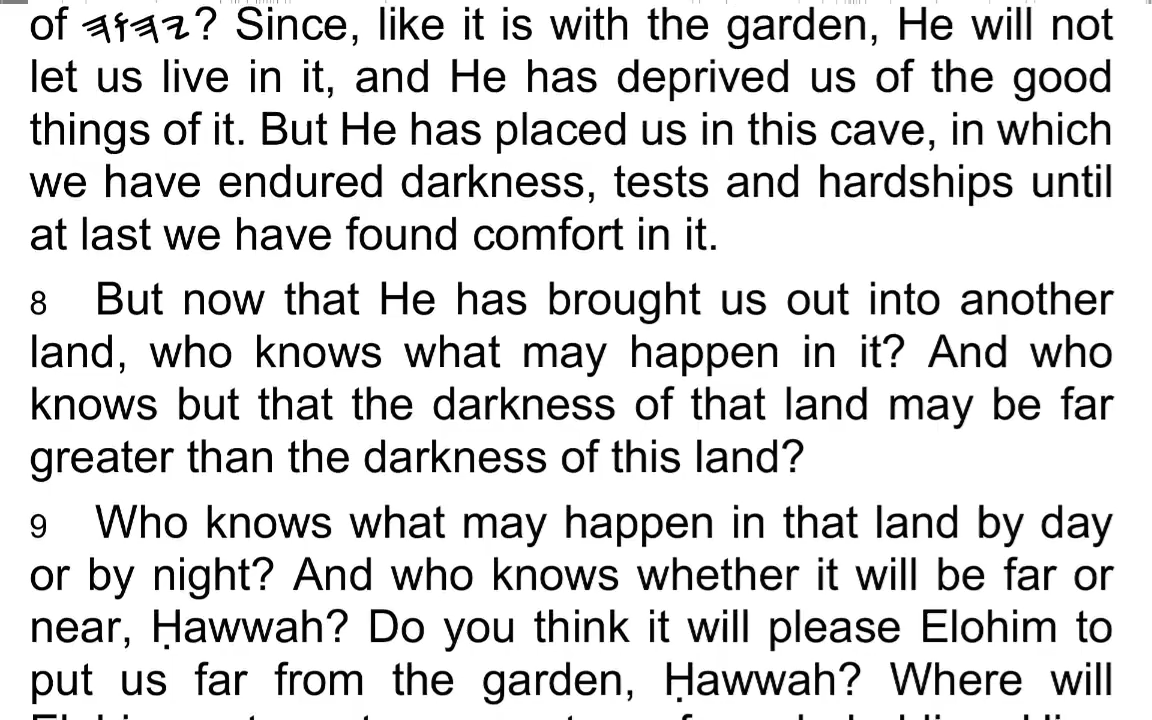 of 𐤉𐤄𐤅𐤄? Since, like it is with the garden, He will not
let us live in it, and He has deprived us of the good
things of it. But He has placed us in this cave, in which
we have endured darkness, tests and hardships until
at last we have found comfort in it.
8 But now that He has brought us out into another
land, who knows what may happen in it? And who
knows but that the darkness of that land may be far
greater than the darkness of this land?
9 Who knows what may happen in that land by day
or by night? And who knows whether it will be far or
near, Ḥawwah? Do you think it will please Elohim to
put us far from the garden, Ḥawwah? Where will